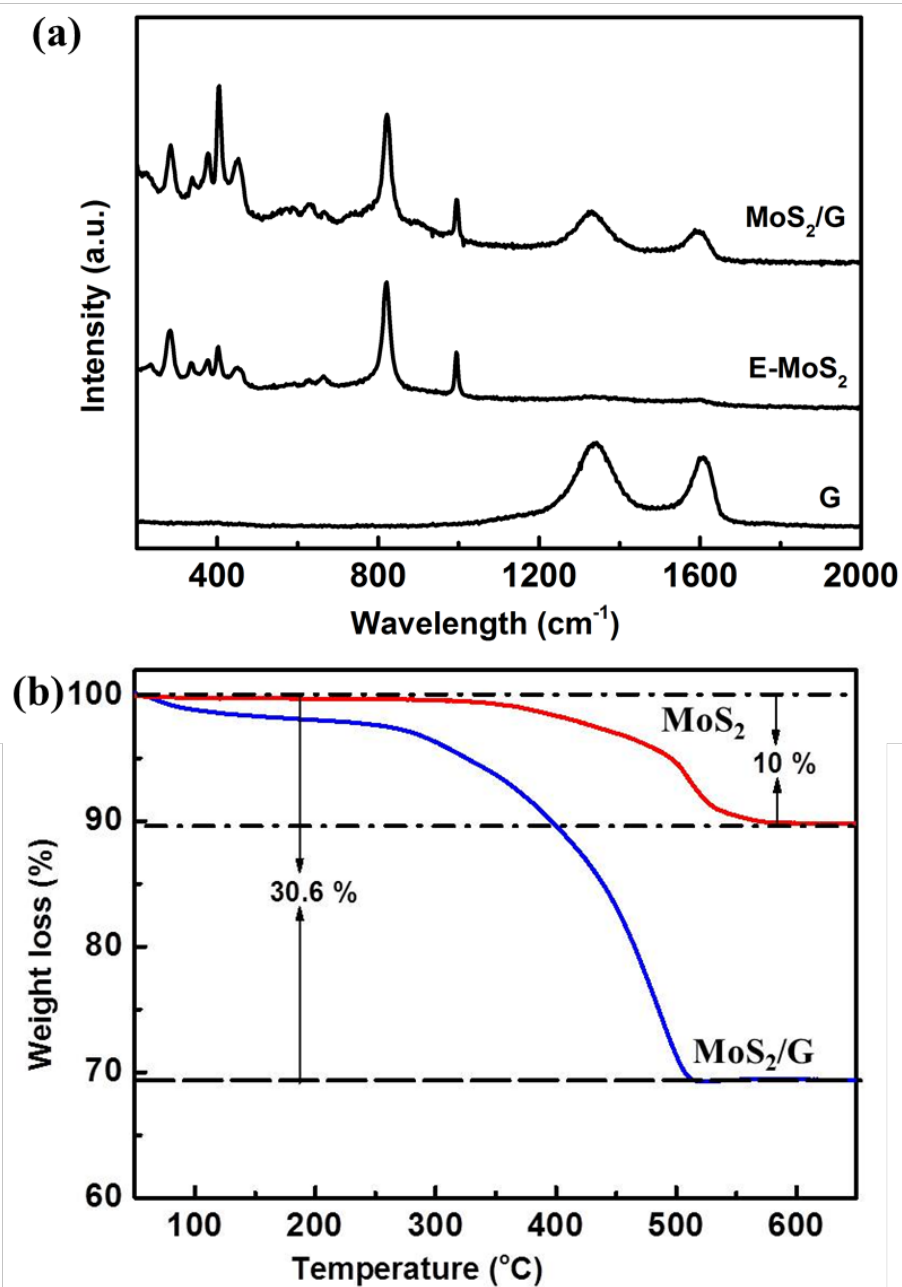 (a)
Intensity (a.u.)
MoS₂/G
E-MoS₂
G
400 800 1200 1600 2000
Wavelength (cm⁻¹)
(b)
100
90
80
70
60
Weight loss (%)
MoS₂
10 %
30.6 %
MoS₂/G
100 200 300 400 500 600
Temperature (°C)